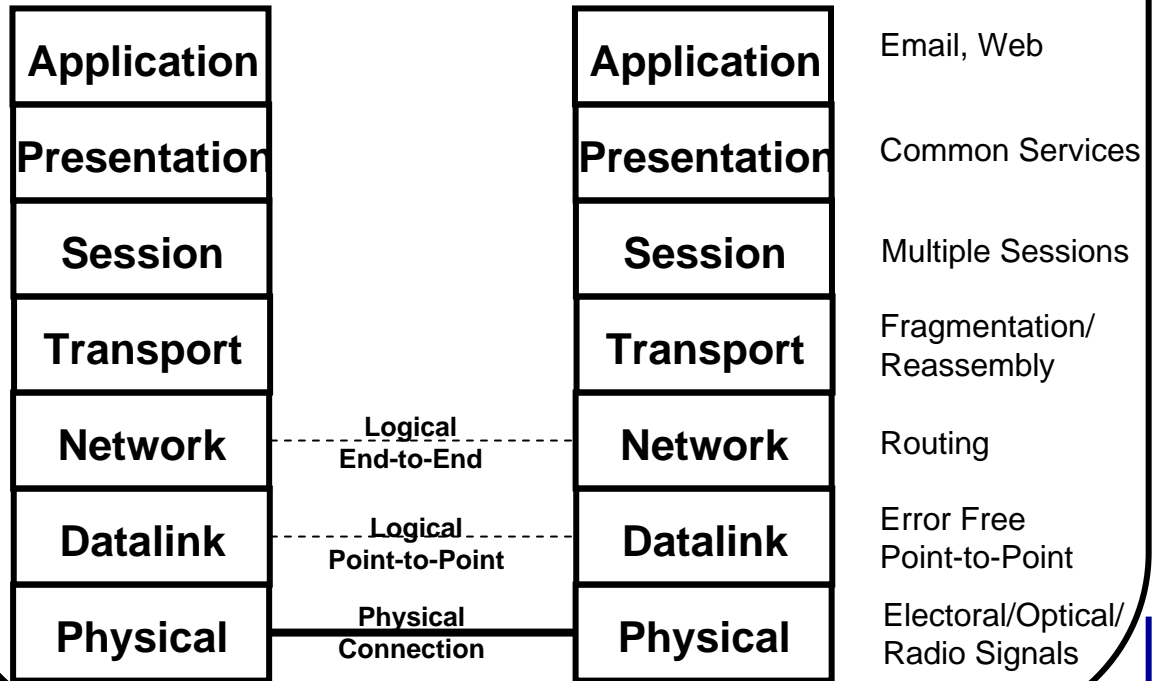 Application
Application
Email, Web
Presentation
Presentation
Common Services
Session
Session
Multiple Sessions
Transport
Transport
Fragmentation/
Reassembly
Network
Logical
End-to-End
Network
Routing
Datalink
Logical
Point-to-Point
Datalink
Error Free
Point-to-Point
Physical
Physical
Connection
Physical
Electoral/Optical/
Radio Signals